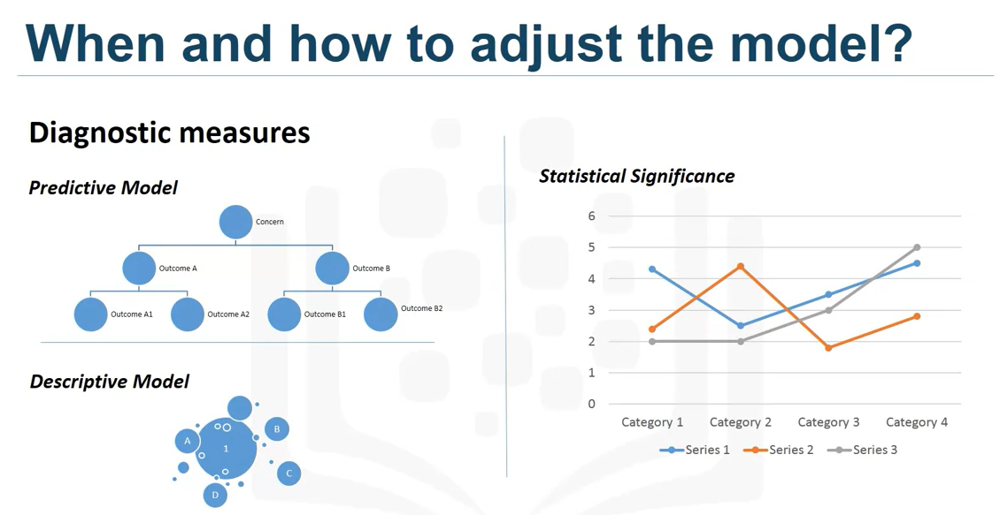 When and how to adjust the model?
Diagnostic measures
Predictive Model
Concern
Outcome A
Outcome B
Outcome A1
Outcome A2
Outcome B1
Outcome B2
Descriptive Model
A
1
B
C
D
Statistical Significance
6
5
4
3
2
1
0
Category 1
Category 2
Category 3
Category 4
Series 1
Series 2
Series 3